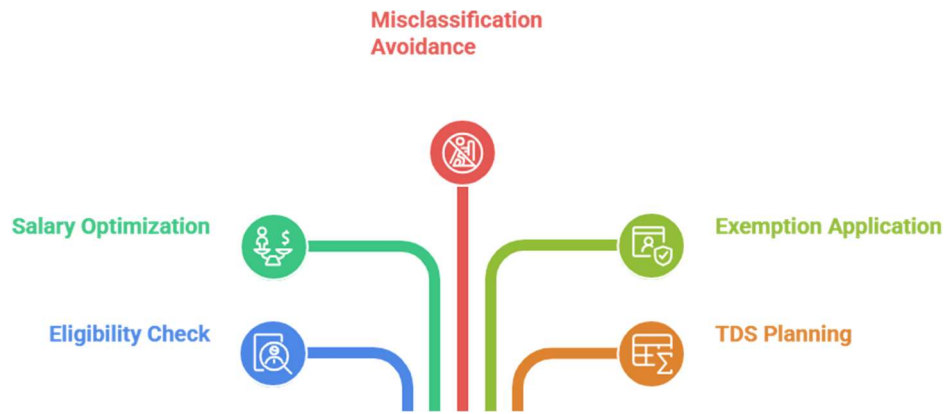 Misclassification
Avoidance
Salary Optimization
Exemption Application
Eligibility Check
TDS Planning